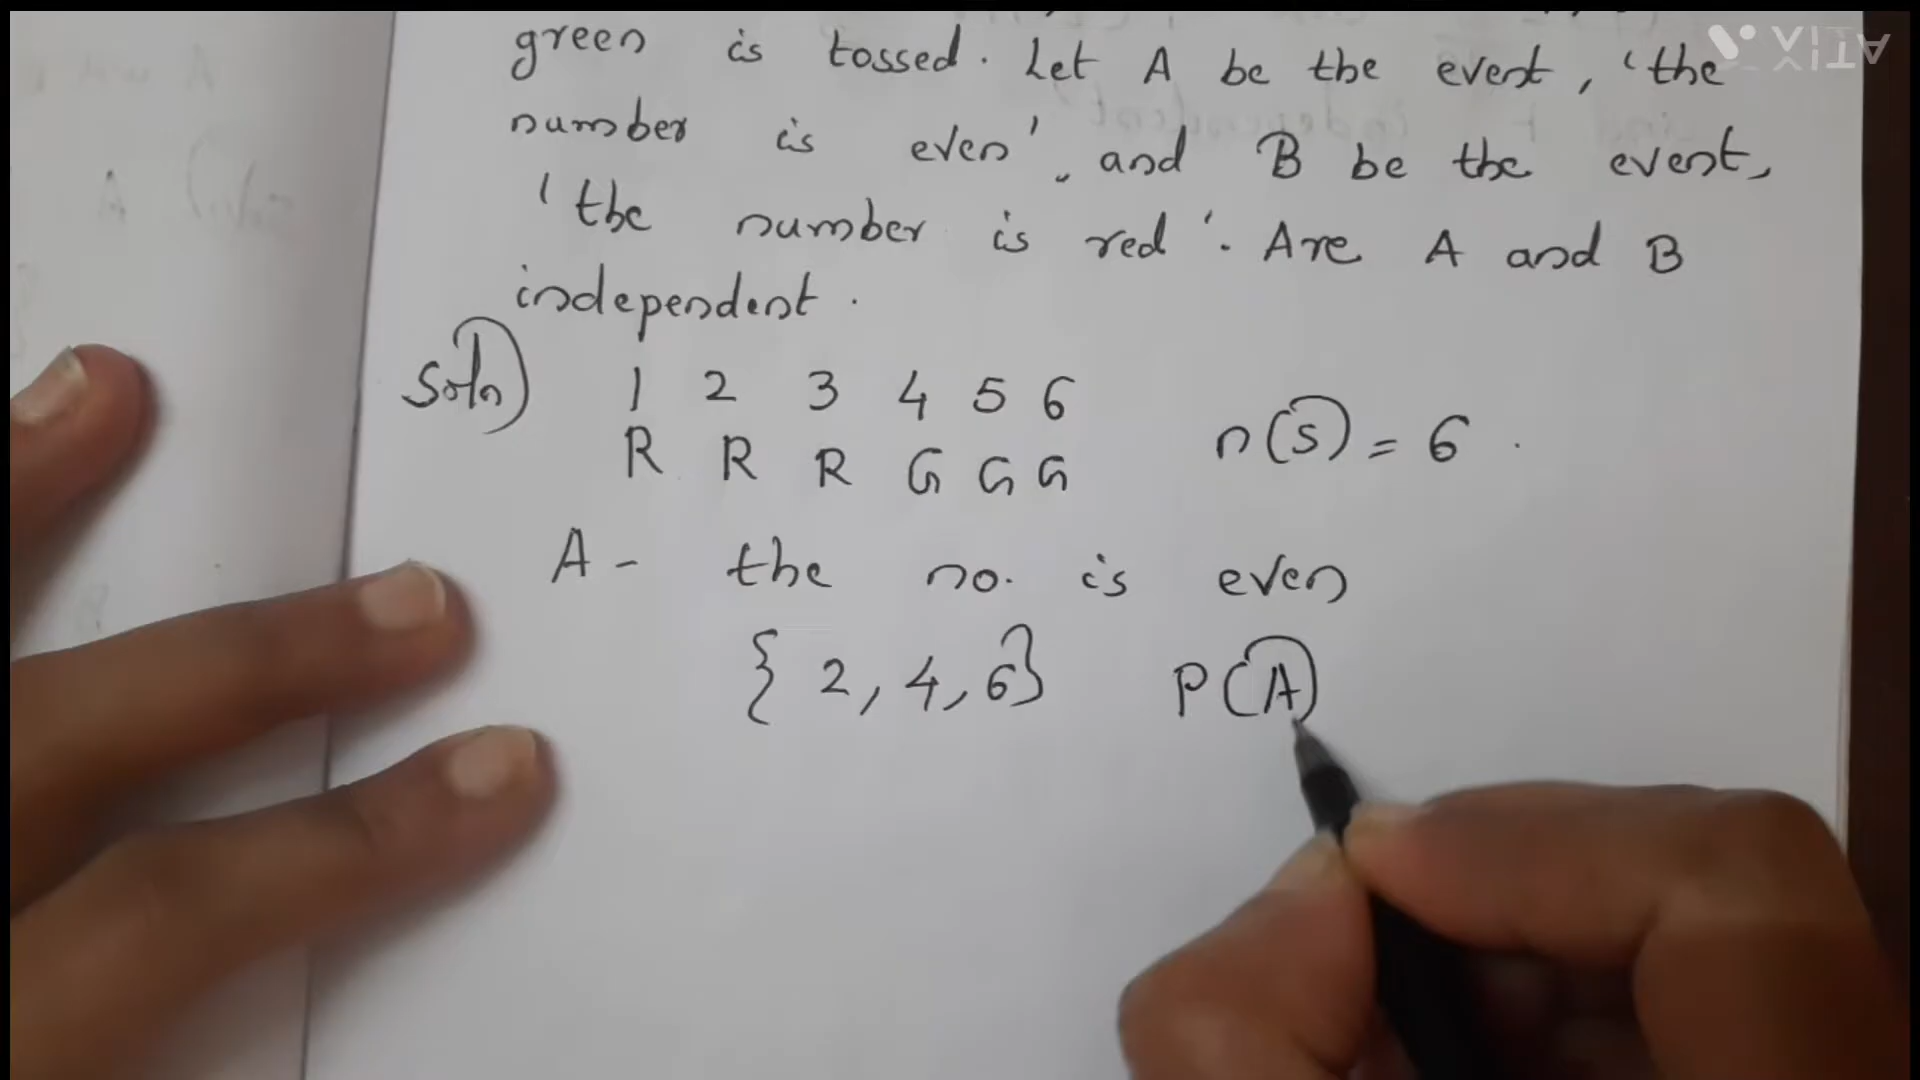 green is tossed. Let A be the event, 'the
number is even', and B be the event,
'the number is red'. Are A and B
independent.
Soln) 1 2 3 4 5 6
R R R G G G n(S) = 6.
A - the no. is even
{2, 4, 6} P(A)
VITA